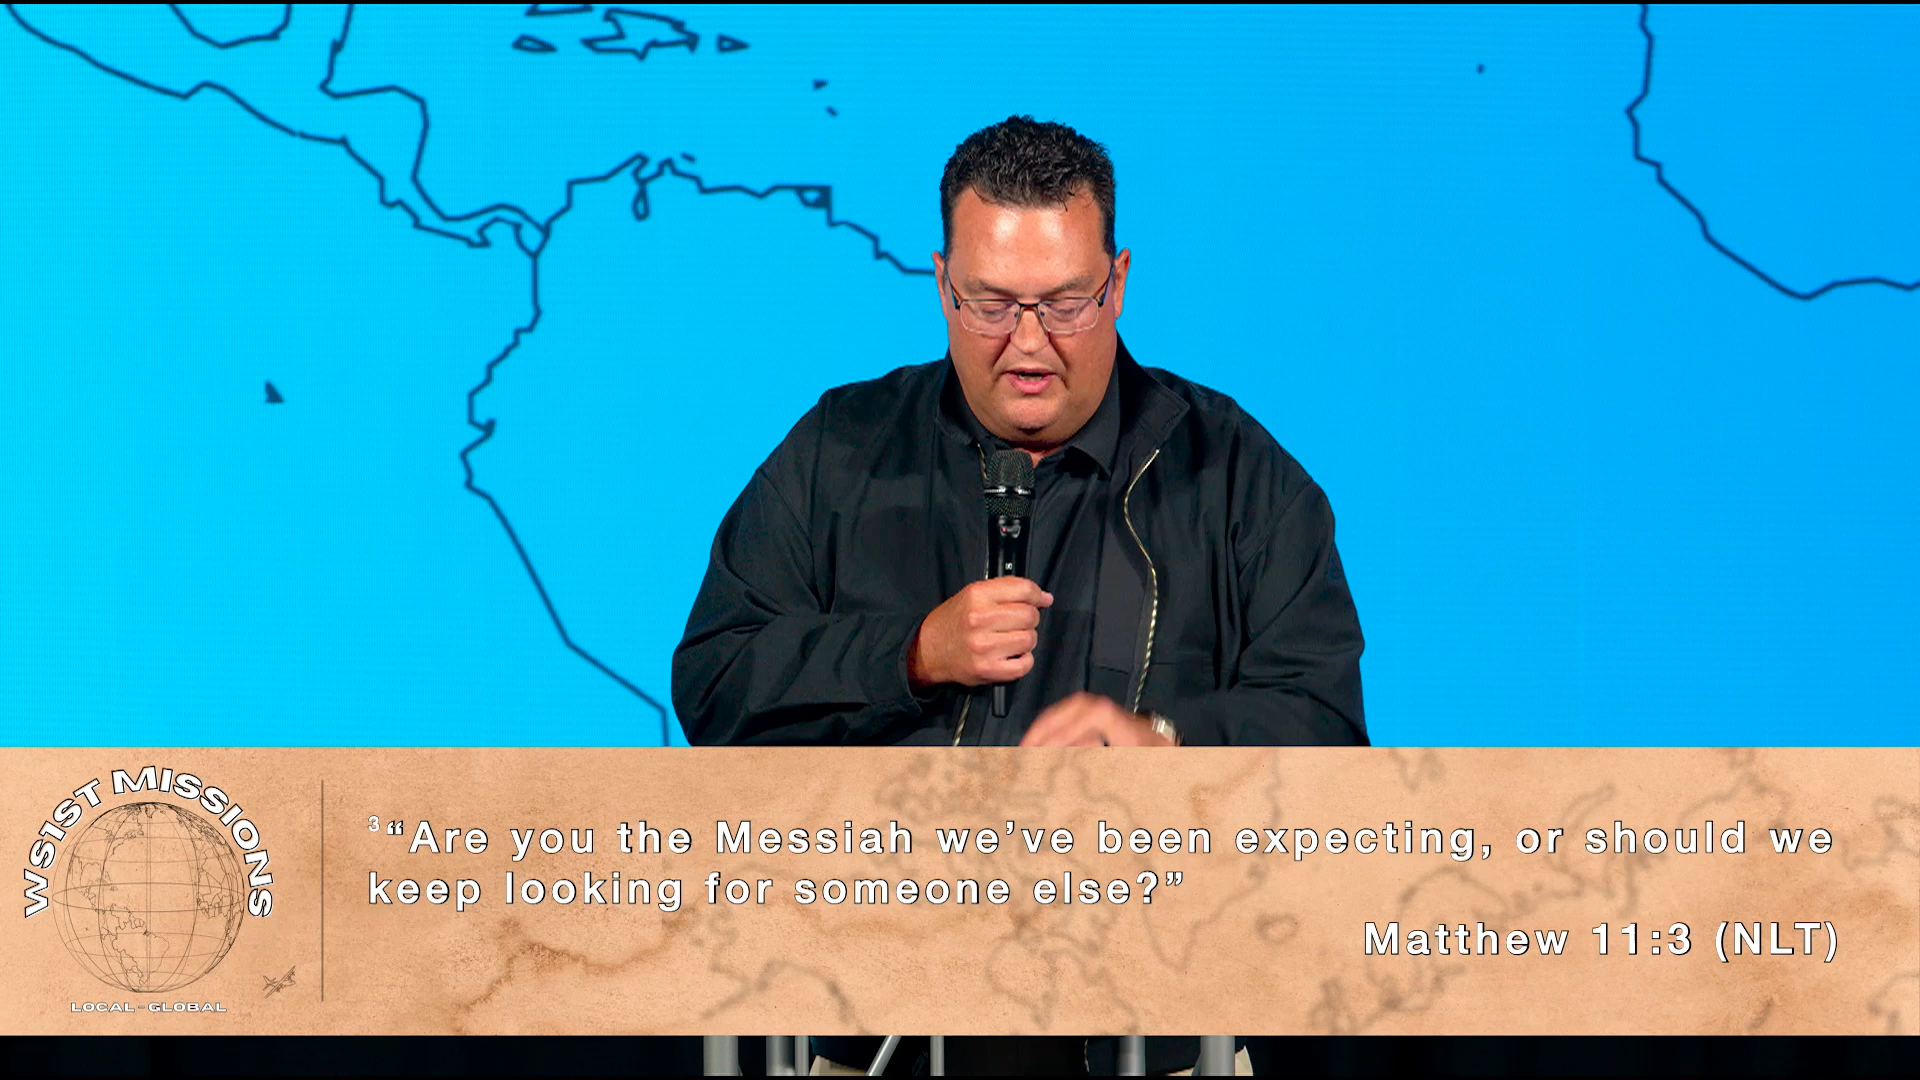 WS1ST MISSIONS
LOCAL - GLOBAL
3“Are you the Messiah we’ve been expecting, or should we
keep looking for someone else?”
Matthew 11:3 (NLT)